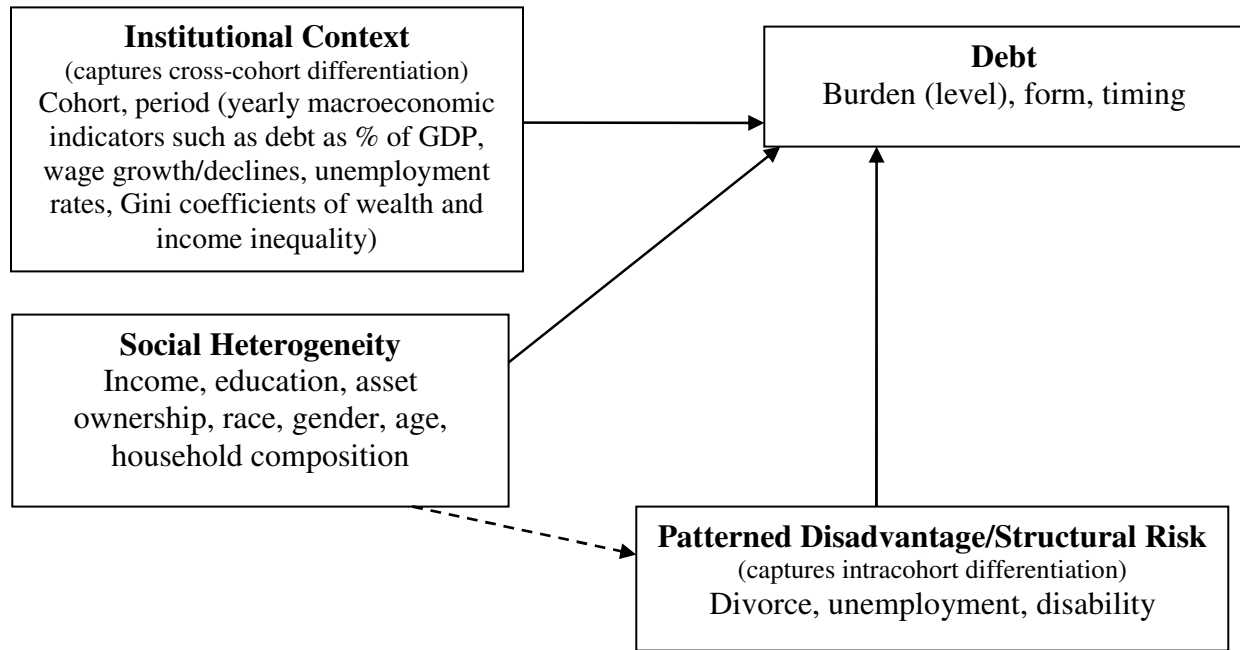 Institutional Context
(captures cross-cohort differentiation)
Cohort, period (yearly macroeconomic
indicators such as debt as % of GDP,
wage growth/declines, unemployment
rates, Gini coefficients of wealth and
income inequality)
Debt
Burden (level), form, timing
Social Heterogeneity
Income, education, asset
ownership, race, gender, age,
household composition
Patterned Disadvantage/Structural Risk
(captures intracohort differentiation)
Divorce, unemployment, disability